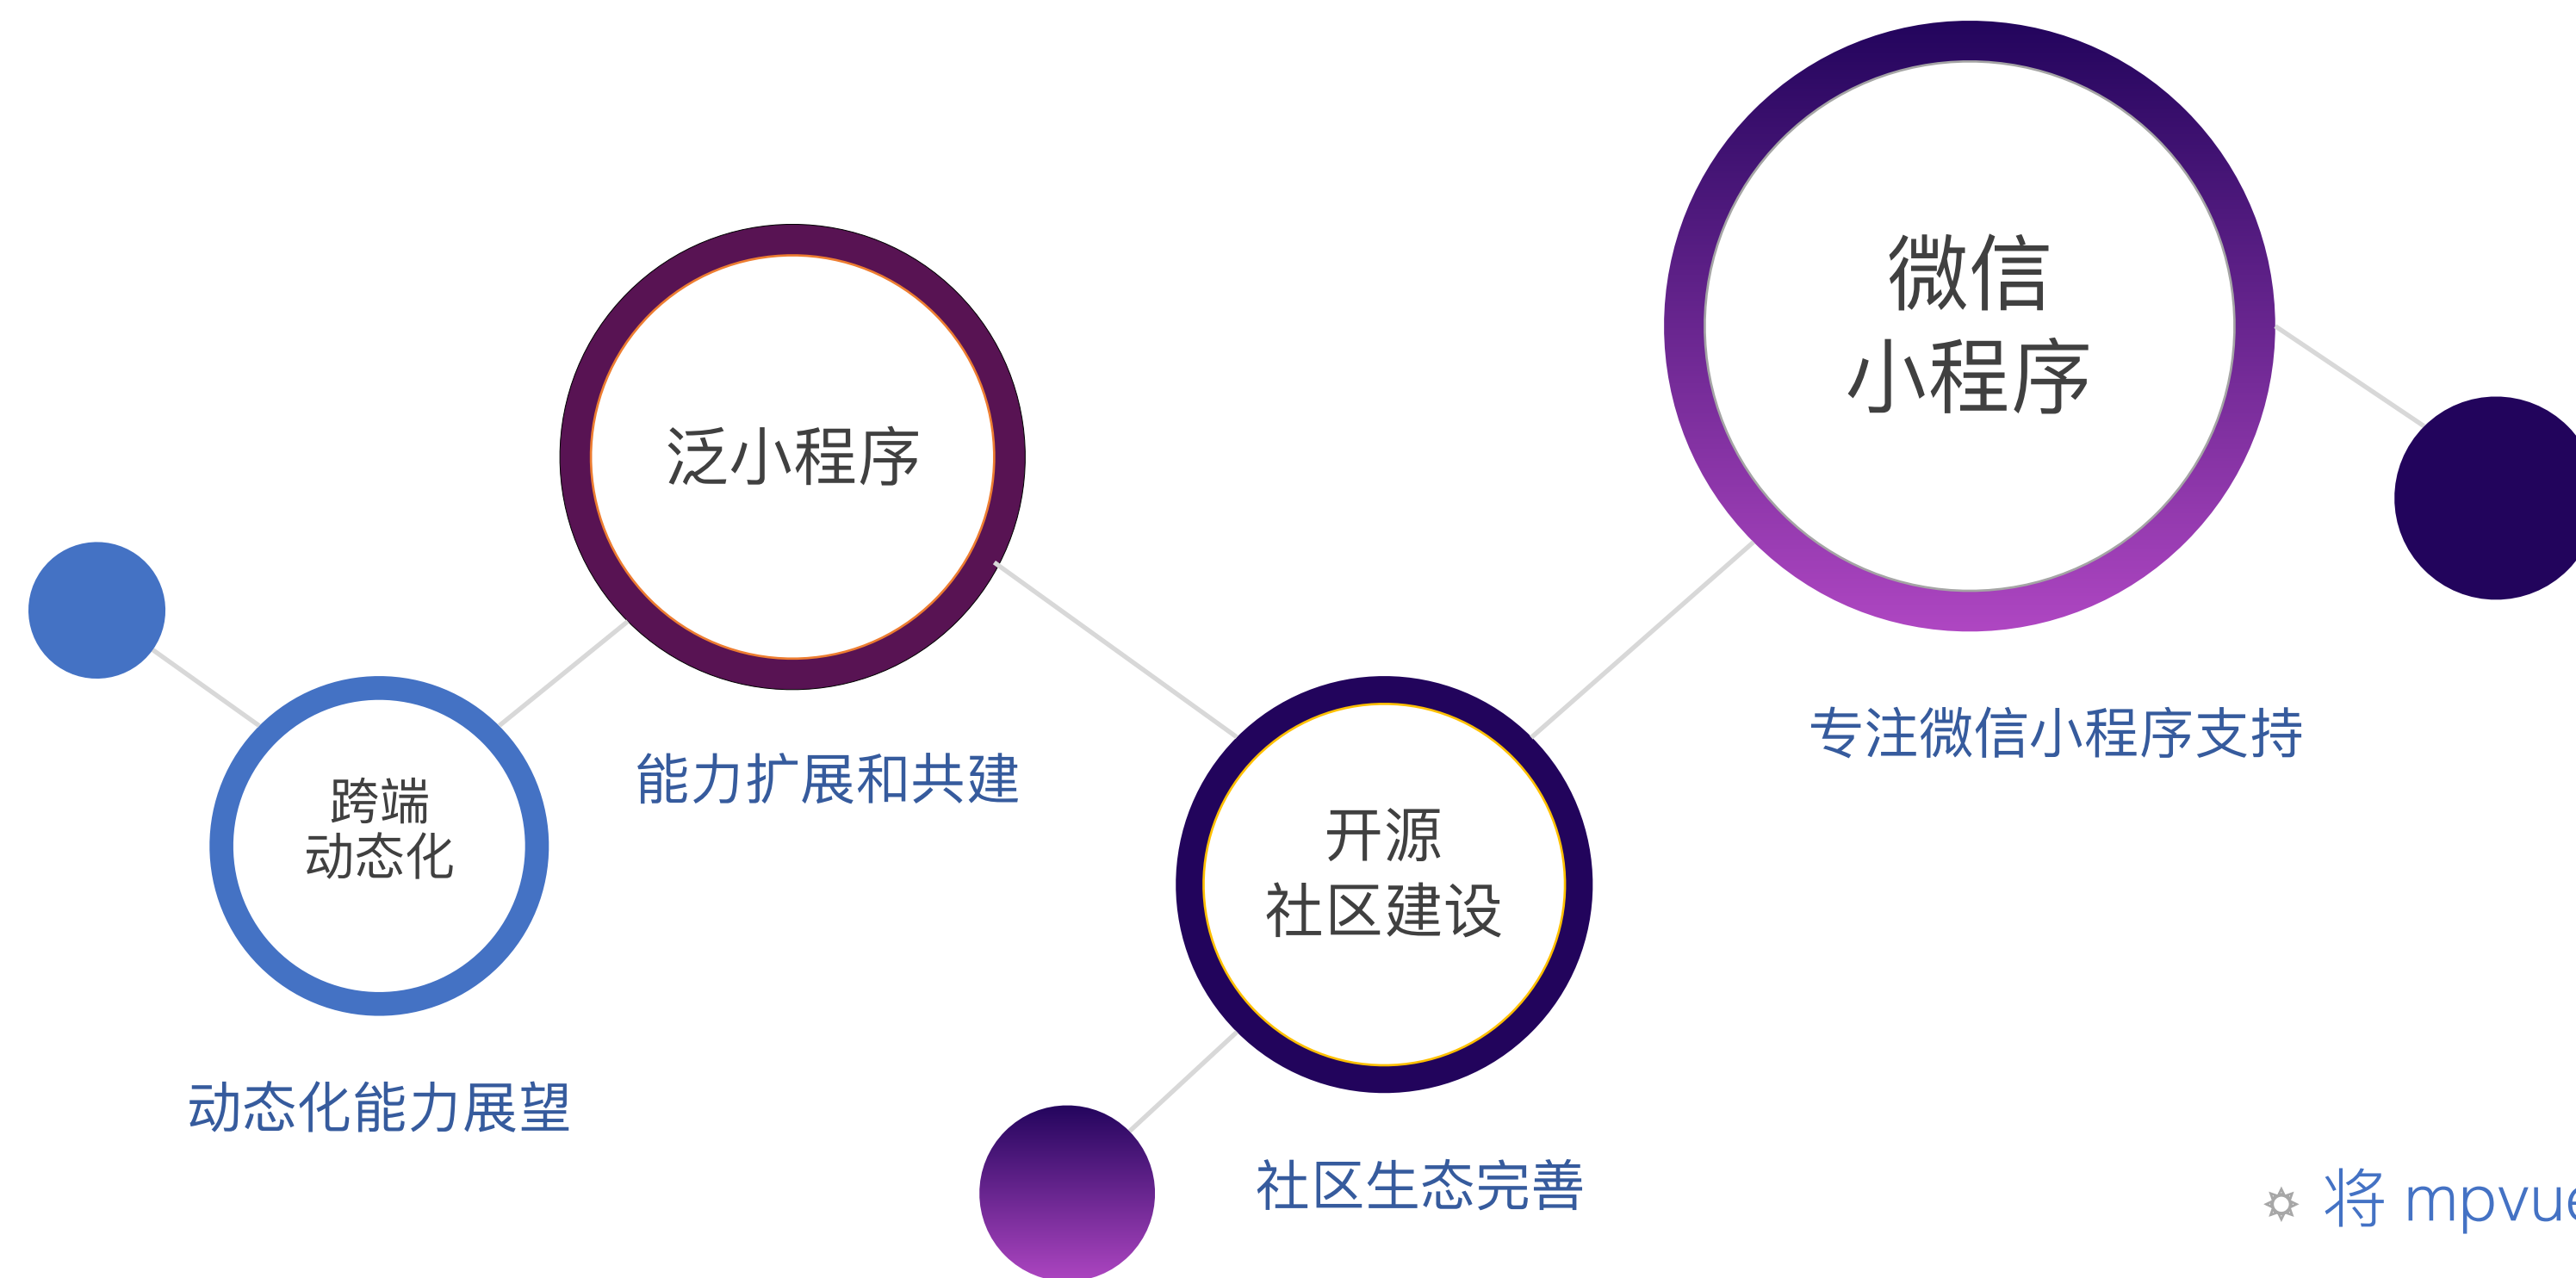 微信
小程序
泛小程序
专注微信小程序支持
能力扩展和共建
跨端
动态化
开源
社区建设
动态化能力展望
社区生态完善
将 mpvue